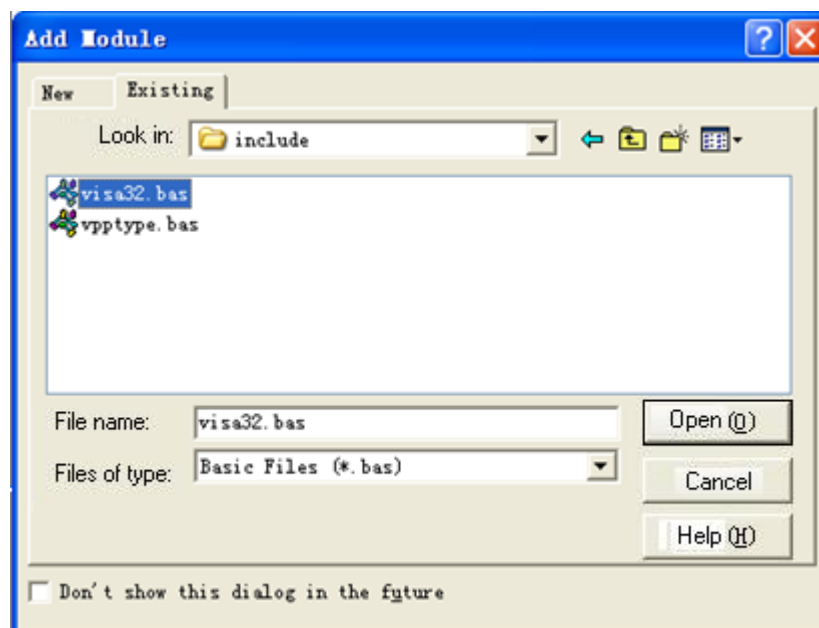 Add Module
New Existing
Look in: include
visa32.bas
vpptype.bas
File name: visa32.bas Open (O)
Files of type: Basic Files (*.bas)
Cancel
Help (H)
Don't show this dialog in the future